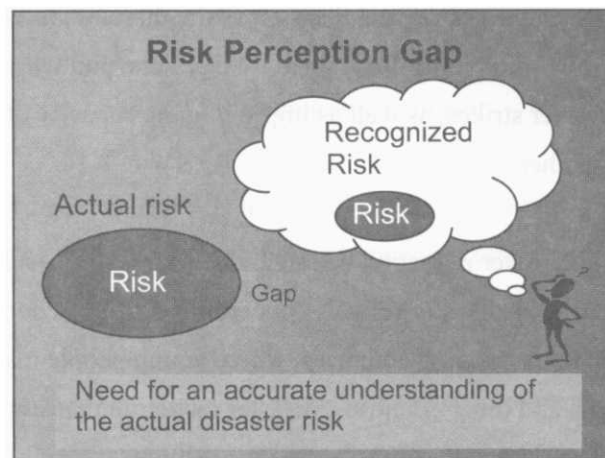 Risk Perception Gap
Recognized
Risk
Risk
Actual risk
Risk
Gap
Need for an accurate understanding of
the actual disaster risk